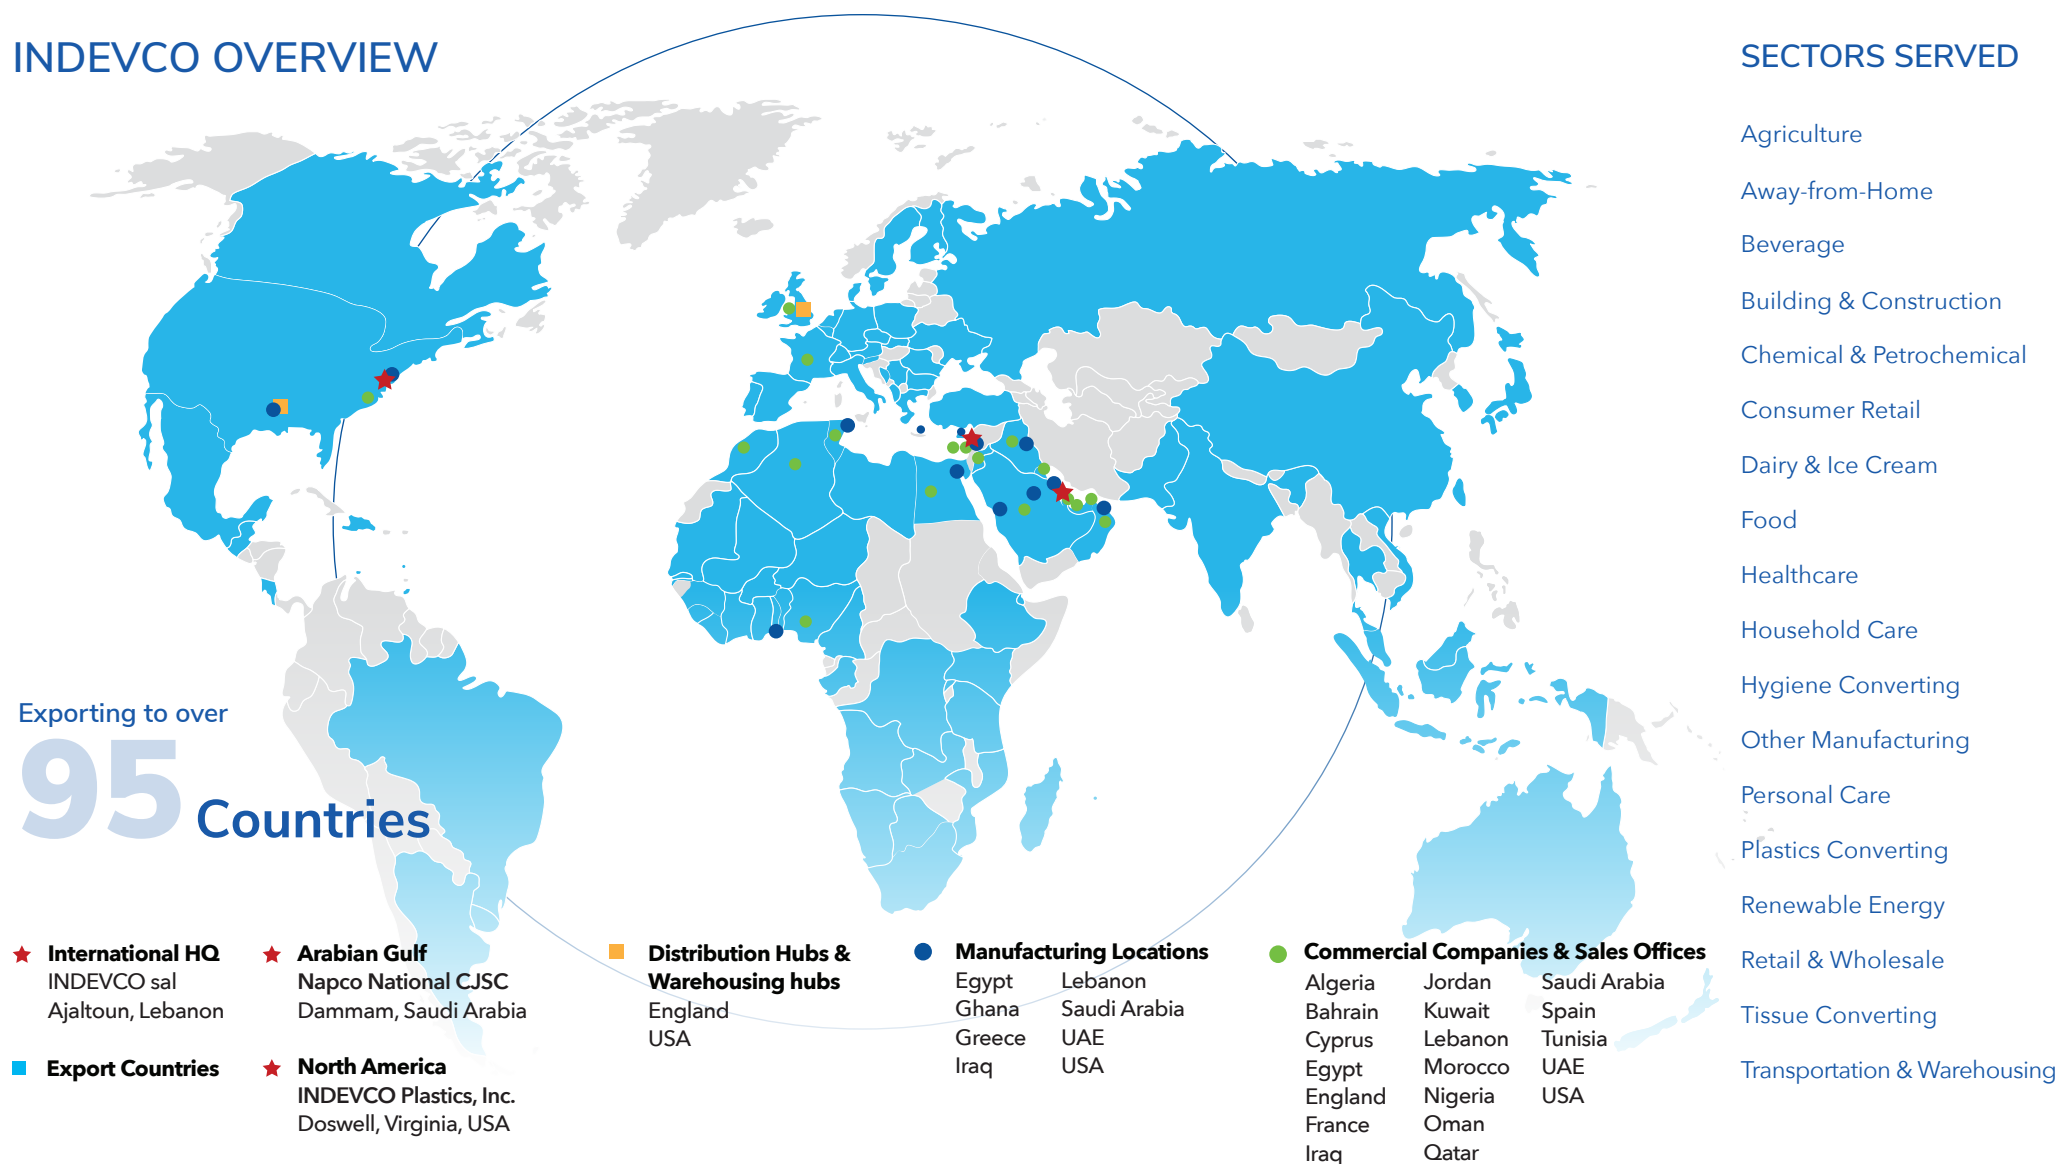 INDEVCO OVERVIEW
Exporting to over
95 Countries
International HQ
INDEVCO sal
Ajaltoun, Lebanon
Export Countries
Arabian Gulf
Napco National CJSC
Dammam, Saudi Arabia
North America
INDEVCO Plastics, Inc.
Doswell, Virginia, USA
Distribution Hubs &
Warehousing hubs
England
USA
Manufacturing Locations
Egypt
Ghana
Greece
Iraq
Lebanon
Saudi Arabia
UAE
USA
Commercial Companies & Sales Offices
Algeria
Bahrain
Cyprus
Egypt
England
France
Iraq
Jordan
Kuwait
Lebanon
Morocco
Nigeria
Oman
Qatar
Saudi Arabia
Spain
Tunisia
UAE
USA
SECTORS SERVED
Agriculture
Away-from-Home
Beverage
Building & Construction
Chemical & Petrochemical
Consumer Retail
Dairy & Ice Cream
Food
Healthcare
Household Care
Hygiene Converting
Other Manufacturing
Personal Care
Plastics Converting
Renewable Energy
Retail & Wholesale
Tissue Converting
Transportation & Warehousing